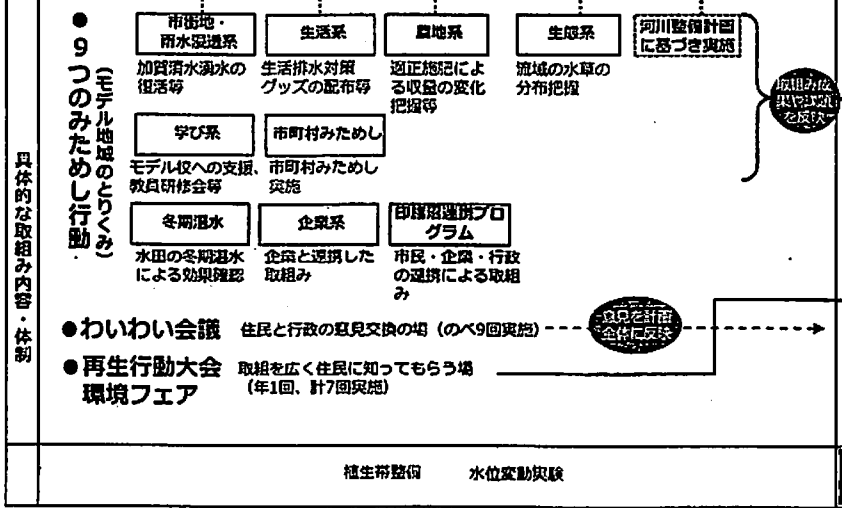 具体的な取組み内容・体制
●9つのみためし行動
(モデル地域のとりくみ)
市街地・
雨水浸透系
加賀清水湧水の
復活等
生活系
生活排水対策
グッズの配布等
農地系
適正施肥によ
る収量の変化
把握等
生態系
流域の水草の
分布把握
河川整備計画
に基づき実施
学び系
モデル校への支援、
教員研修会等
市町村みためし
市町村みためし
実施
冬期湛水
水田の冬期湛水
による効果確認
企業系
企業と連携した
取組み
印旛沼連携プロ
グラム
市民・企業・行政
の連携による取組
み
取組み成
を反映
●わいわい会議 住民と行政の意見交換の場(のべ9回実施)
意見を計画
全体に反映
●再生行動大会 取組を広く住民に知ってもらう場
環境フェア (年1回、計7回実施)
植生帯整備 水位変動実験